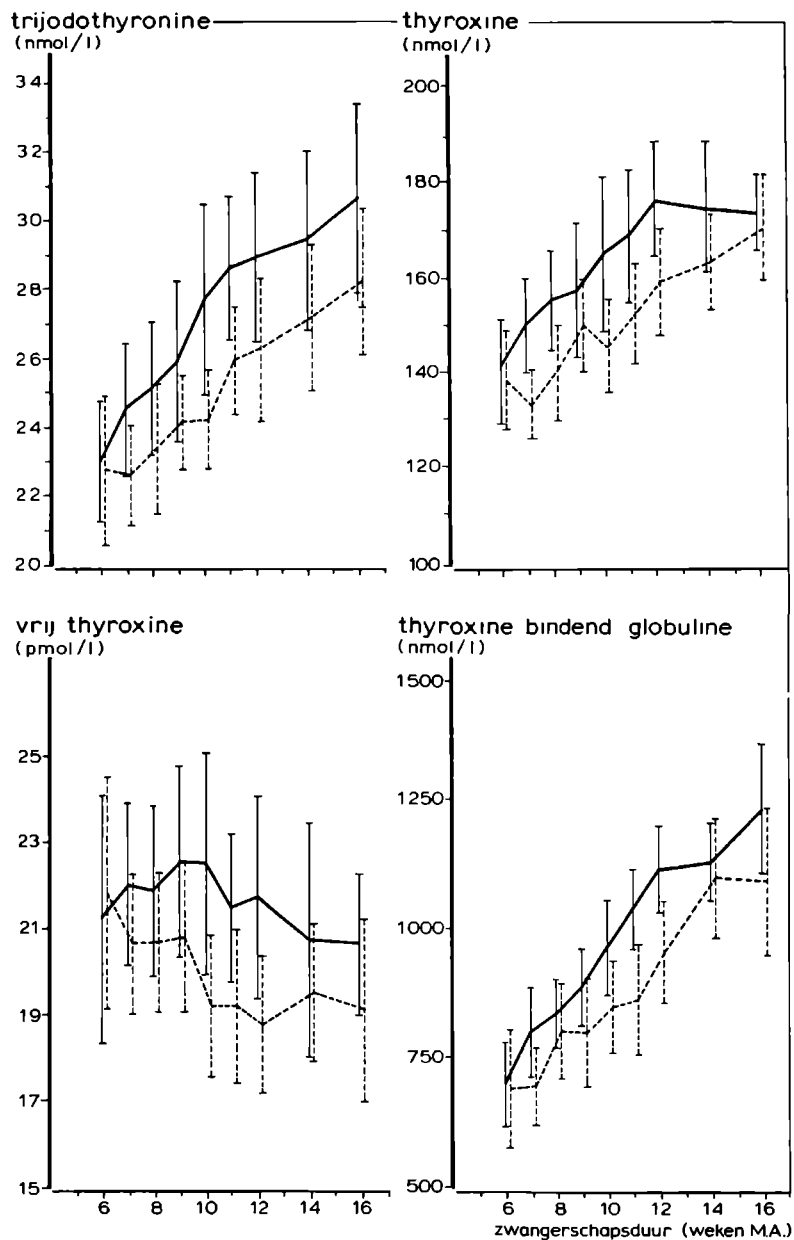 trijodothyronine
(nmol/l)
34
32
30
28
26
24
22
20
thyroxine
(nmol/l)
200
180
160
140
120
100
vrij thyroxine
(pmol/l)
25
23
21
19
17
15
6 8 10 12 14 16
thyroxine bindend globuline
(nmol/l)
1500
1250
1000
750
500
6 8 10 12 14 16
zwangerschapsduur (weken M.A.)